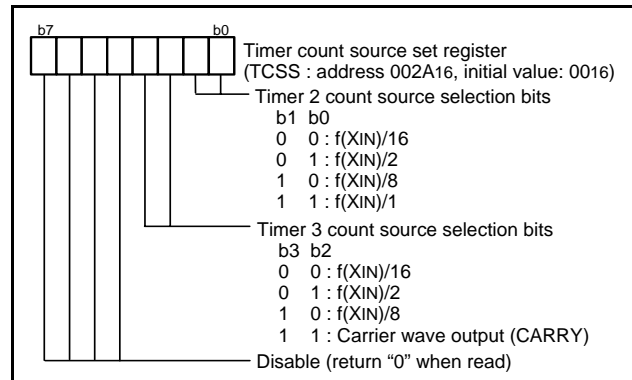 b7 b0
Timer count source set register
(TCSS : address 002A16, initial value: 0016)
Timer 2 count source selection bits
b1 b0
0 0 : f(XIN)/16
0 1 : f(XIN)/2
1 0 : f(XIN)/8
1 1 : f(XIN)/1
Timer 3 count source selection bits
b3 b2
0 0 : f(XIN)/16
0 1 : f(XIN)/2
1 0 : f(XIN)/8
1 1 : Carrier wave output (CARRY)
Disable (return “0” when read)